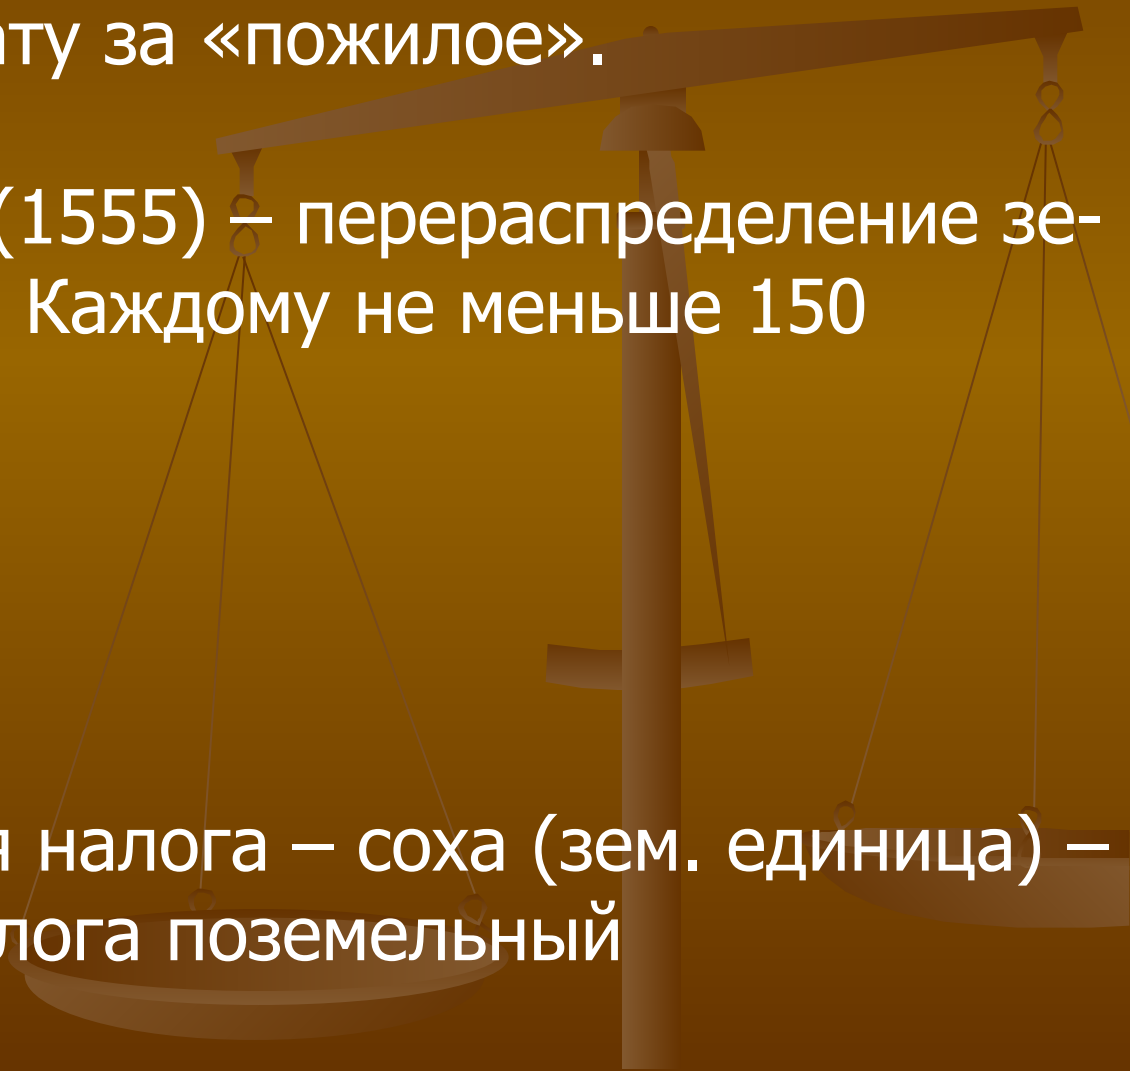 ату за «пожилое».
(1555) – перераспределение зе-
Каждому не меньше 150
я налога – соха (зем. единица) –
лога поземельный